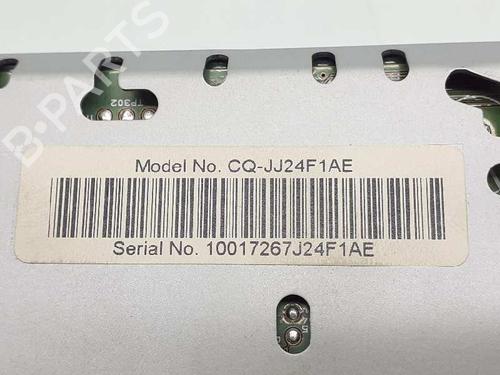 TP302
Model No. CQ-JJ24F1AE
Serial No. 10017267J24F1AE
B-PARTS